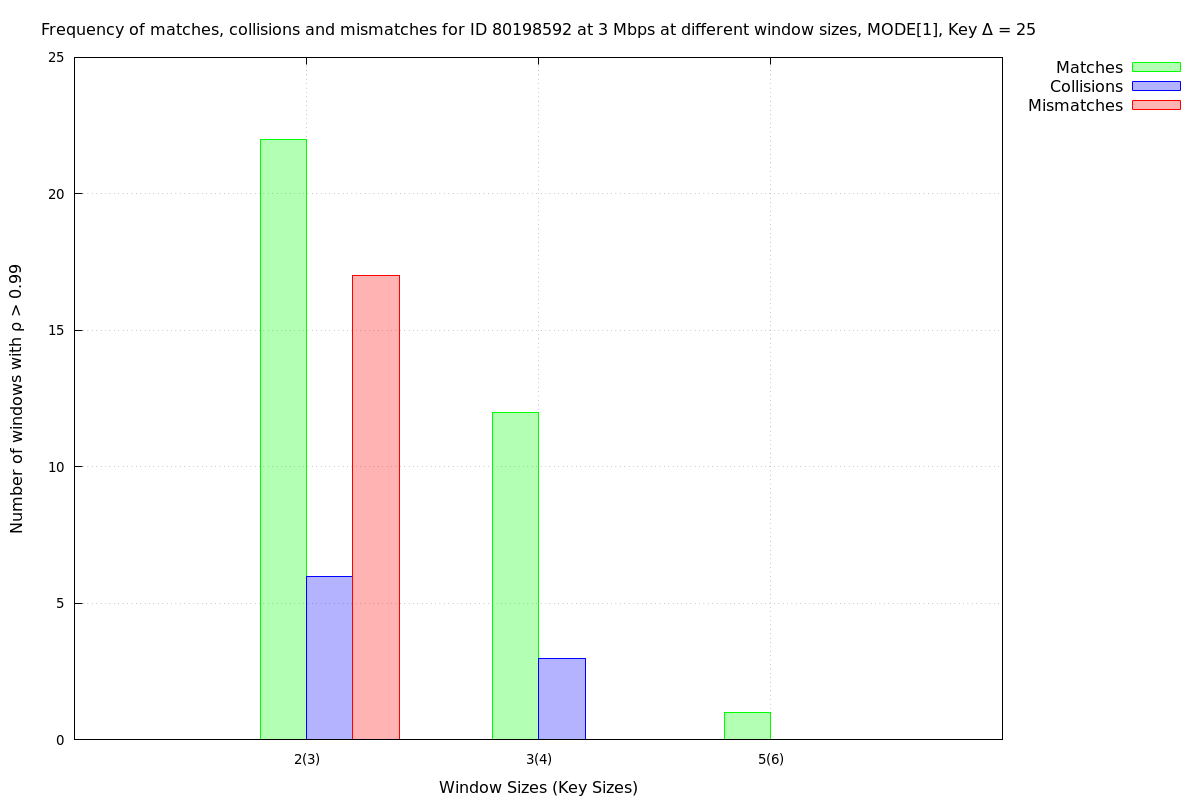 Frequency of matches, collisions and mismatches for ID 80198592 at 3 Mbps at different window sizes, MODE[1], Key Δ = 25
Matches
Collisions
Mismatches
Number of windows with ρ > 0.99
25
20
15
10
5
0
2(3)
3(4)
5(6)
Window Sizes (Key Sizes)